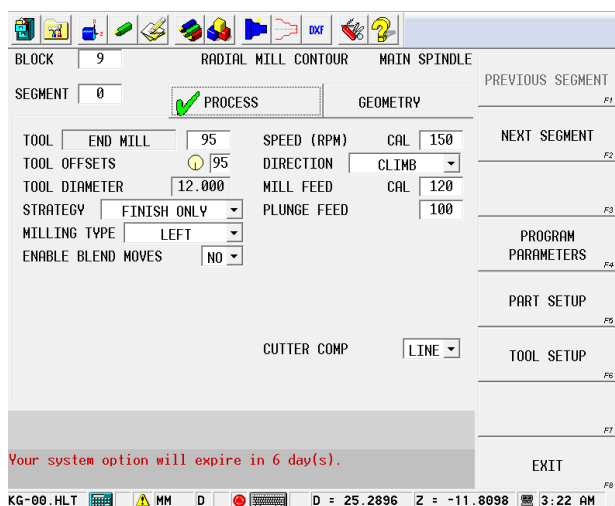 DXF
BLOCK 9 RADIAL MILL CONTOUR MAIN SPINDLE
SEGMENT 0
PROCESS GEOMETRY
TOOL END MILL 95 SPEED (RPM) CAL 150
TOOL OFFSETS 95 DIRECTION CLIMB
TOOL DIAMETER 12.000 MILL FEED CAL 120
STRATEGY FINISH ONLY PLUNGE FEED 100
MILLING TYPE LEFT
ENABLE BLEND MOVES NO
CUTTER COMP LINE
Your system option will expire in 6 day(s).
PREVIOUS SEGMENT
F1
NEXT SEGMENT
F2
F3
PROGRAM
PARAMETERS
F4
PART SETUP
F5
TOOL SETUP
F6
F7
EXIT
F8
KG-00.HLT MM D D = 25.2896 Z = -11.8098 3:22 AM